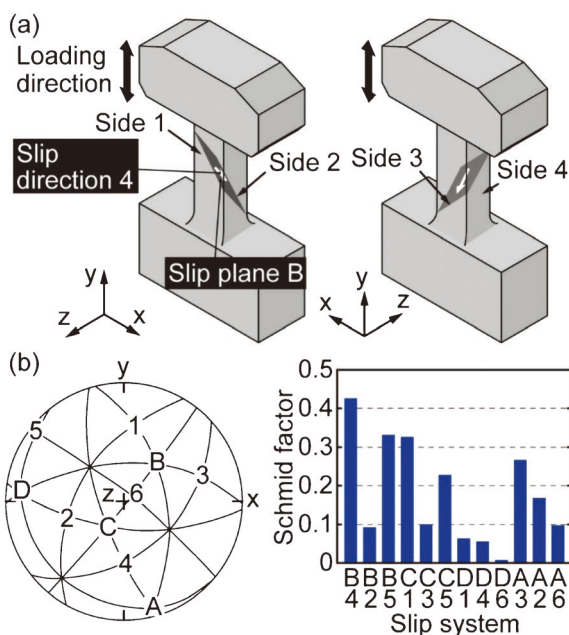 (a)
Loading
direction
Side 1
Slip
direction 4
Side 2
Slip plane B
Side 3
Side 4
y
z
x
y
x
z
(b)
y
5
1
B
3
D
z
6
x
2
C
4
A
Schmid factor
0.5
0.4
0.3
0.2
0.1
0
B B B C C C D D D A A A
4 2 5 1 3 5 1 4 6 3 2 6
Slip system